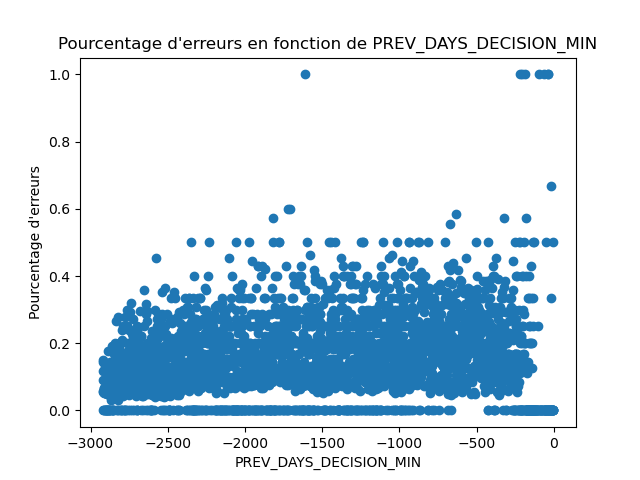 Pourcentage d'erreurs en fonction de PREV_DAYS_DECISION_MIN
1.0
0.8
0.6
0.4
0.2
0.0
Pourcentage d'erreurs
−3000 −2500 −2000 −1500 −1000 −500 0
PREV_DAYS_DECISION_MIN